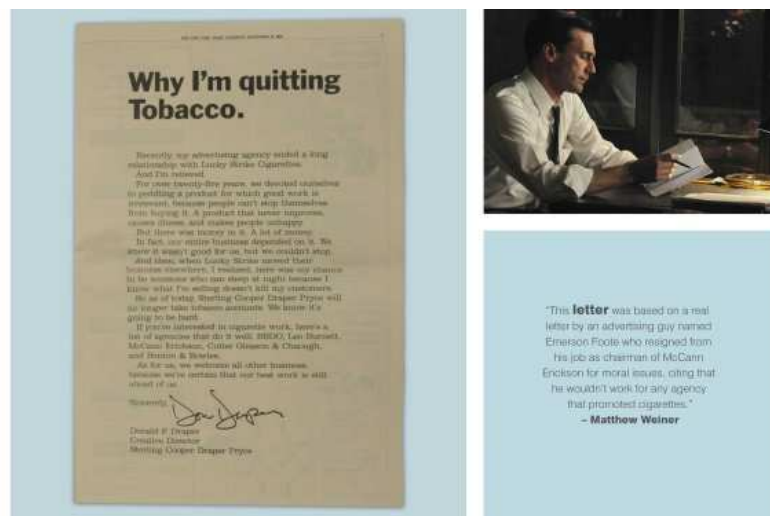 Why I'm quitting
Tobacco.
Recently, my advertising agency ended a long
relationship with Lucky Strike Cigarettes.
And I'm relieved.
For over twenty-five years, we devoted ourselves
to peddling a product for which good work is
irrelevant, because people can't stop themselves
from buying it. A product that never improves,
causes illness, and makes people unhappy.
But there was money in it. A lot of money.
In fact, our entire business depended on it. We
knew it wasn't good for us, but we couldn't stop.
And then, when Lucky Strike moved their
business elsewhere, I realized, here was my chance
to be someone who can sleep at night because I
know what I'm selling doesn't kill my customers.
So as of today, Sterling Cooper Draper Pryce will
no longer take tobacco accounts. We know it's
going to be hard.
If you're interested in cigarette work, here's a
list of agencies that do it well: BBDO, Leo Burnett,
McCann Erickson, Cutler Gleason & Chaough,
and Benton & Bowles.
As for us, we welcome all other business
because we're certain that our best work is still
ahead of us.
Sincerely,
Don Draper
Donald F. Draper
Creative Director
Sterling Cooper Draper Pryce
"This letter was based on a real
letter by an advertising guy named
Emerson Foote who resigned from
his job as chairman of McCann
Erickson for moral issues, citing that
he wouldn't work for any agency
that promoted cigarettes."
– Matthew Weiner